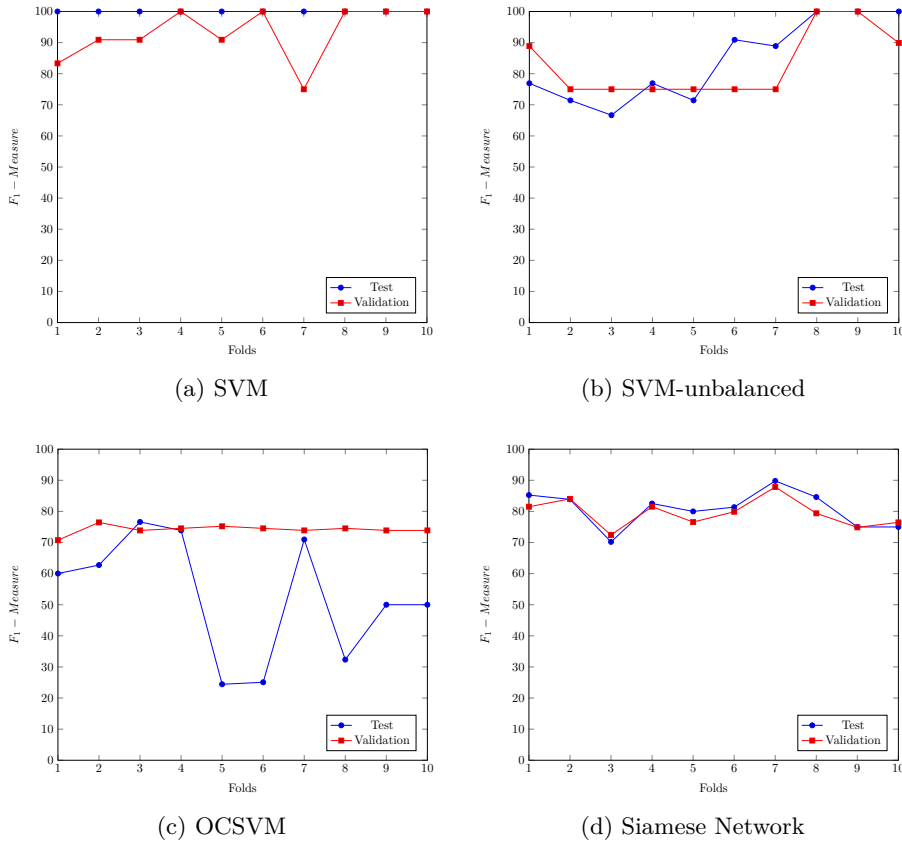 100
90
80
70
60
50
40
30
20
10
0
F₁ − Measure
1 2 3 4 5 6 7 8 9 10
Folds
Test
Validation
(a) SVM
100
90
80
70
60
50
40
30
20
10
0
F₁ − Measure
1 2 3 4 5 6 7 8 9 10
Folds
Test
Validation
(b) SVM-unbalanced
100
90
80
70
60
50
40
30
20
10
0
F₁ − Measure
1 2 3 4 5 6 7 8 9 10
Folds
Test
Validation
(c) OCSVM
100
90
80
70
60
50
40
30
20
10
0
F₁ − Measure
1 2 3 4 5 6 7 8 9 10
Folds
Test
Validation
(d) Siamese Network